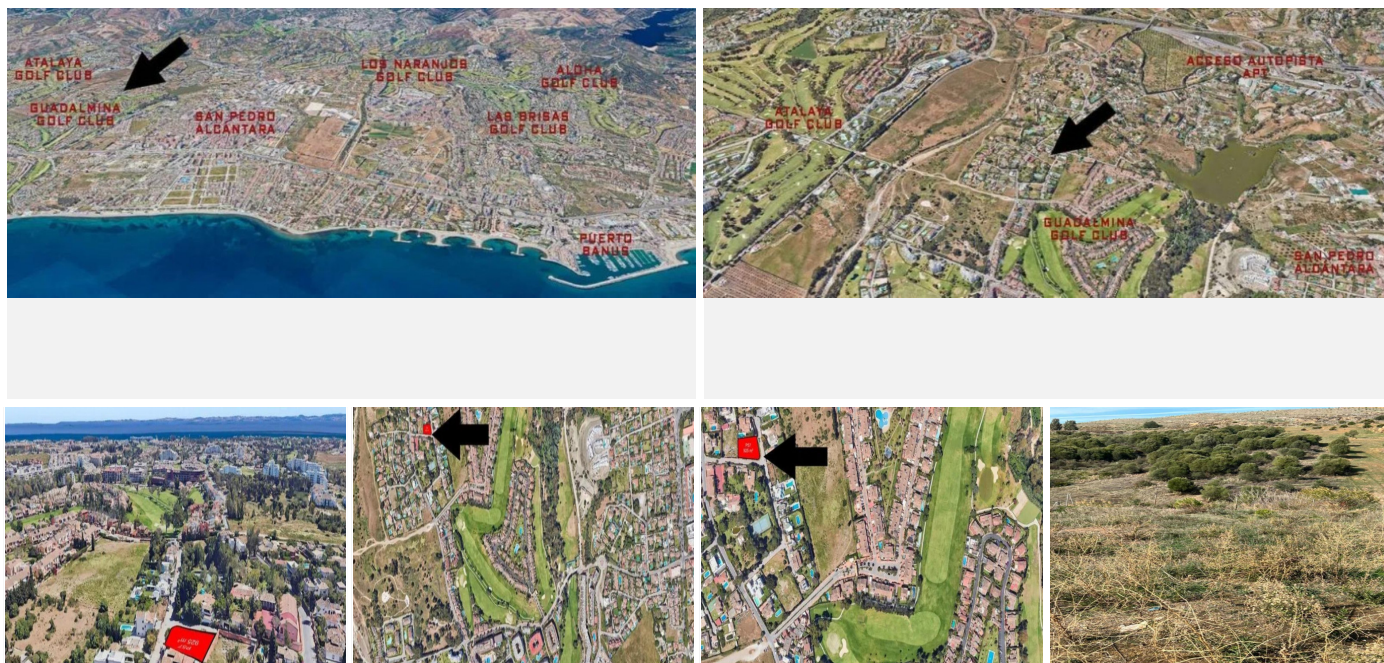 ATALAYA
GOLF CLUB
GUADALMINA
GOLF CLUB
SAN PEDRO
ALCANTARA
LOS NARANJOS
GOLF CLUB
ALOHA
GOLF CLUB
LAS BRISAS
GOLF CLUB
PUERTO
BANUS
ATALAYA
GOLF CLUB
ACCESO AUTOPISTA
AP7
GUADALMINA
GOLF CLUB
SAN PEDRO
ALCANTARA